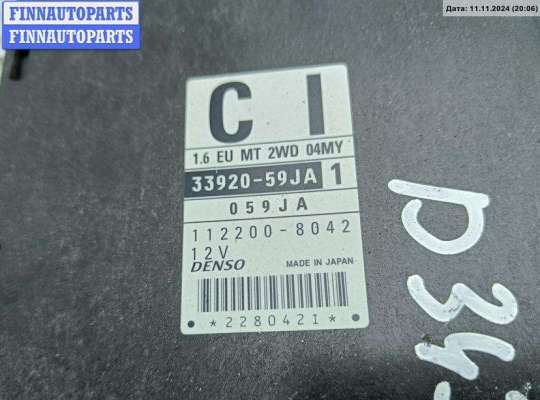 FINNAUTOPARTS
FINNAUTOPARTS
Дата: 11.11.2024 (20:06)
C I
1.6 EU MT 2WD 04MY
33920-59JA 1
059JA
112200-8042
12V
DENSO MADE IN JAPAN
*2280421*
p34-